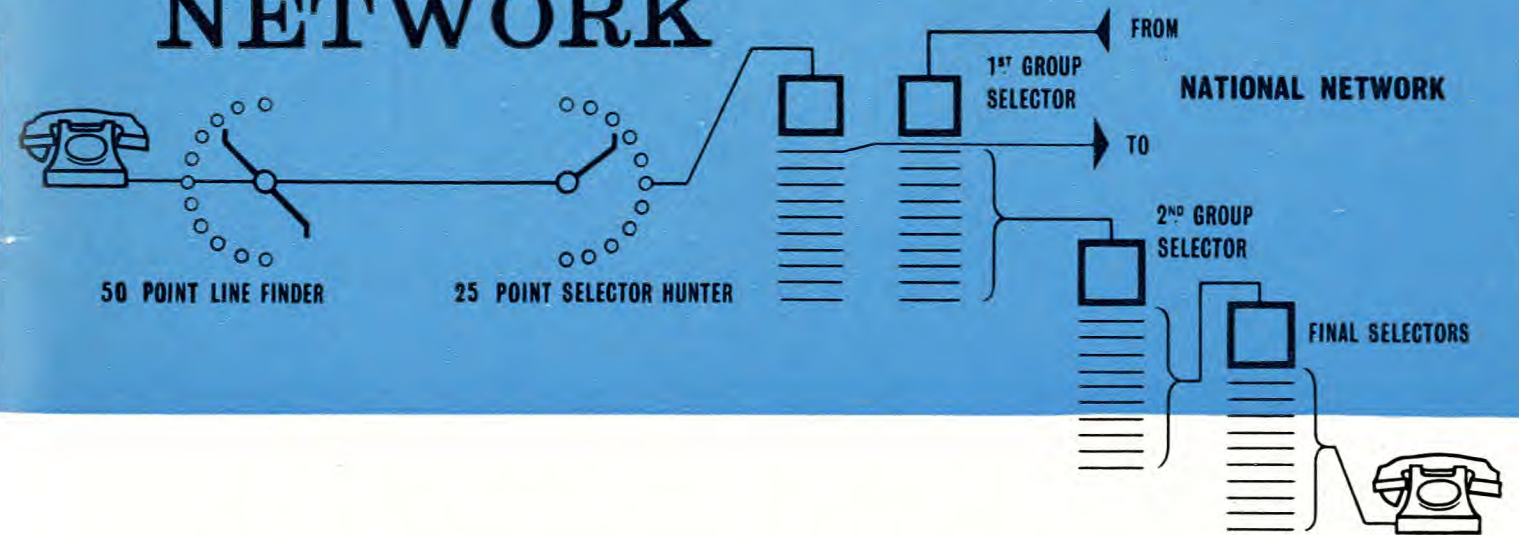 NETWORK
FROM
1ST GROUP
SELECTOR
NATIONAL NETWORK
TO
2ND GROUP
SELECTOR
50 POINT LINE FINDER
25 POINT SELECTOR HUNTER
FINAL SELECTORS